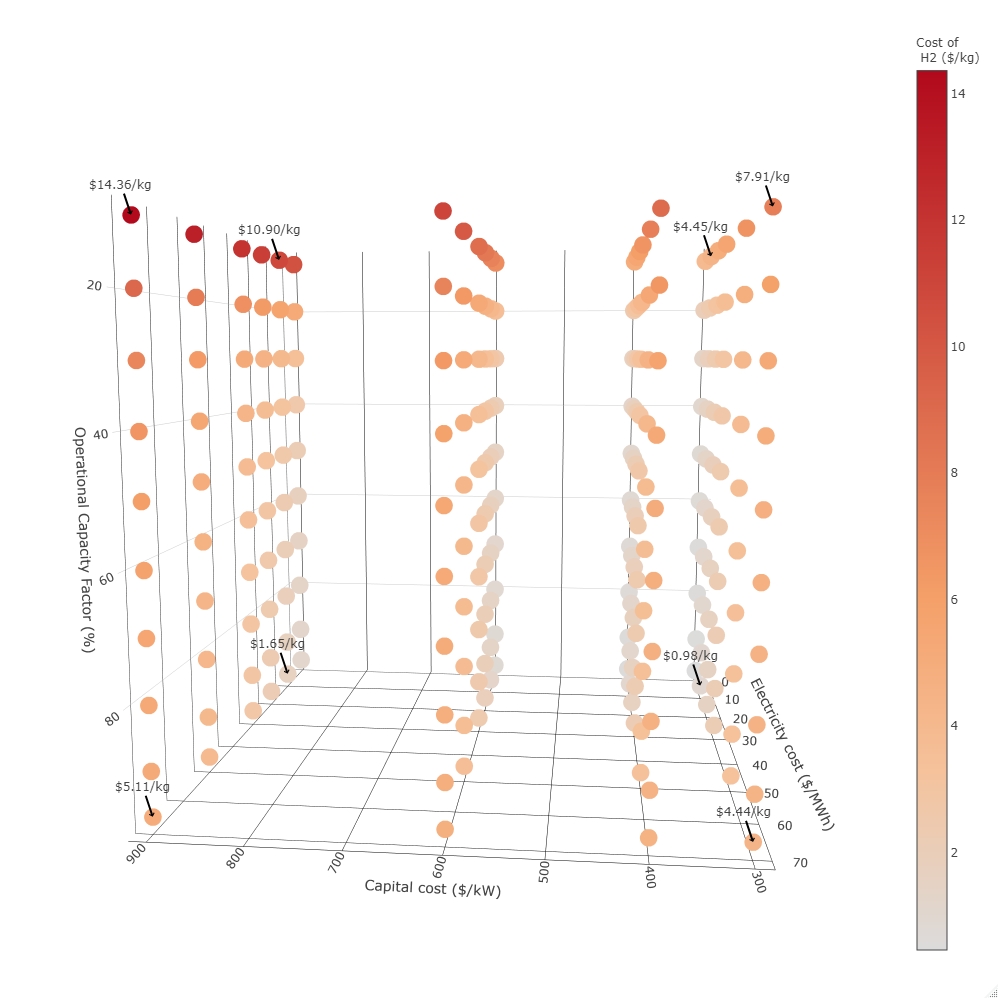 Cost of
H2 ($/kg)
14
12
10
8
6
4
2
$14.36/kg
$10.90/kg
$4.45/kg
$7.91/kg
$1.65/kg
$0.98/kg
$5.11/kg
$4.44/kg
20
40
60
80
Operational Capacity Factor (%)
900
800
700
600
500
400
300
Capital cost ($/kW)
0
10
20
30
40
50
60
70
Electricity cost ($/MWh)